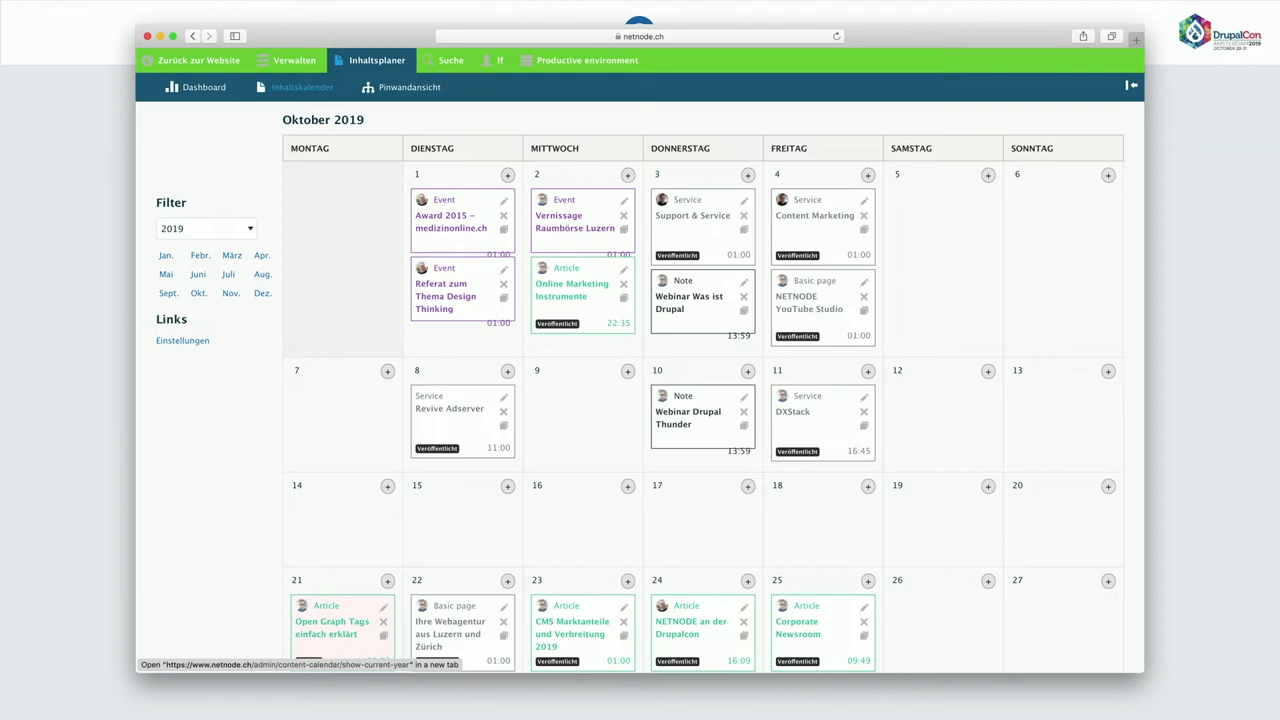 netnode.ch
DrupalCon
AMSTERDAM 2019
OCTOBER 28-31
Zurück zur Website
Verwalten
Inhaltsplaner
Suche
lf
Productive environment
Dashboard
Inhaltskalender
Pinwandansicht
Oktober 2019
MONTAG
DIENSTAG
MITTWOCH
DONNERSTAG
FREITAG
SAMSTAG
SONNTAG
Filter
2019
Jan. Febr. März Apr.
Mai Juni Juli Aug.
Sept. Okt. Nov. Dez.
Links
Einstellungen
1
Event
Award 2015 –
medizinonline.ch
01:00
Event
Referat zum
Thema Design
Thinking
01:00
2
Event
Vernissage
Raumbörse Luzern
01:00
Article
Online Marketing
Instrumente
Veröffentlicht 22:35
3
Service
Support & Service
Veröffentlicht 01:00
Note
Webinar Was ist
Drupal
13:59
4
Service
Content Marketing
Veröffentlicht 01:00
Basic page
NETNODE
YouTube Studio
Veröffentlicht 01:00
5
6
7
8
Service
Revive Adserver
Veröffentlicht 11:00
9
10
Note
Webinar Drupal
Thunder
13:59
11
Service
DXStack
Veröffentlicht 16:45
12
13
14
15
16
17
18
19
20
21
Article
Open Graph Tags
einfach erklärt
22
Basic page
Ihre Webagentur
aus Luzern und
Zürich
01:00
23
Article
CMS Marktanteile
und Verbreitung
2019
Veröffentlicht 01:00
24
Article
NETNODE an der
Drupalcon
Veröffentlicht 16:09
25
Article
Corporate
Newsroom
Veröffentlicht 09:49
26
27
Open "https://www.netnode.ch/admin/content-calendar/show-current-year" in a new tab